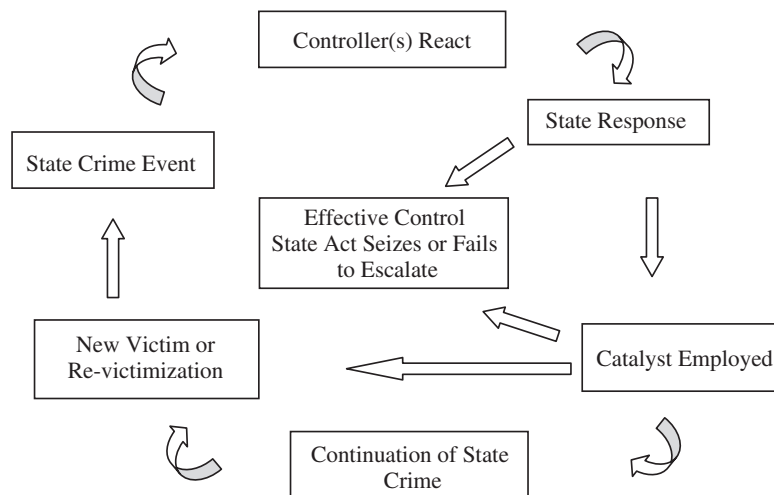 Controller(s) React
State Response
State Crime Event
Effective Control
State Act Seizes or Fails
to Escalate
New Victim or
Re-victimization
Catalyst Employed
Continuation of State
Crime